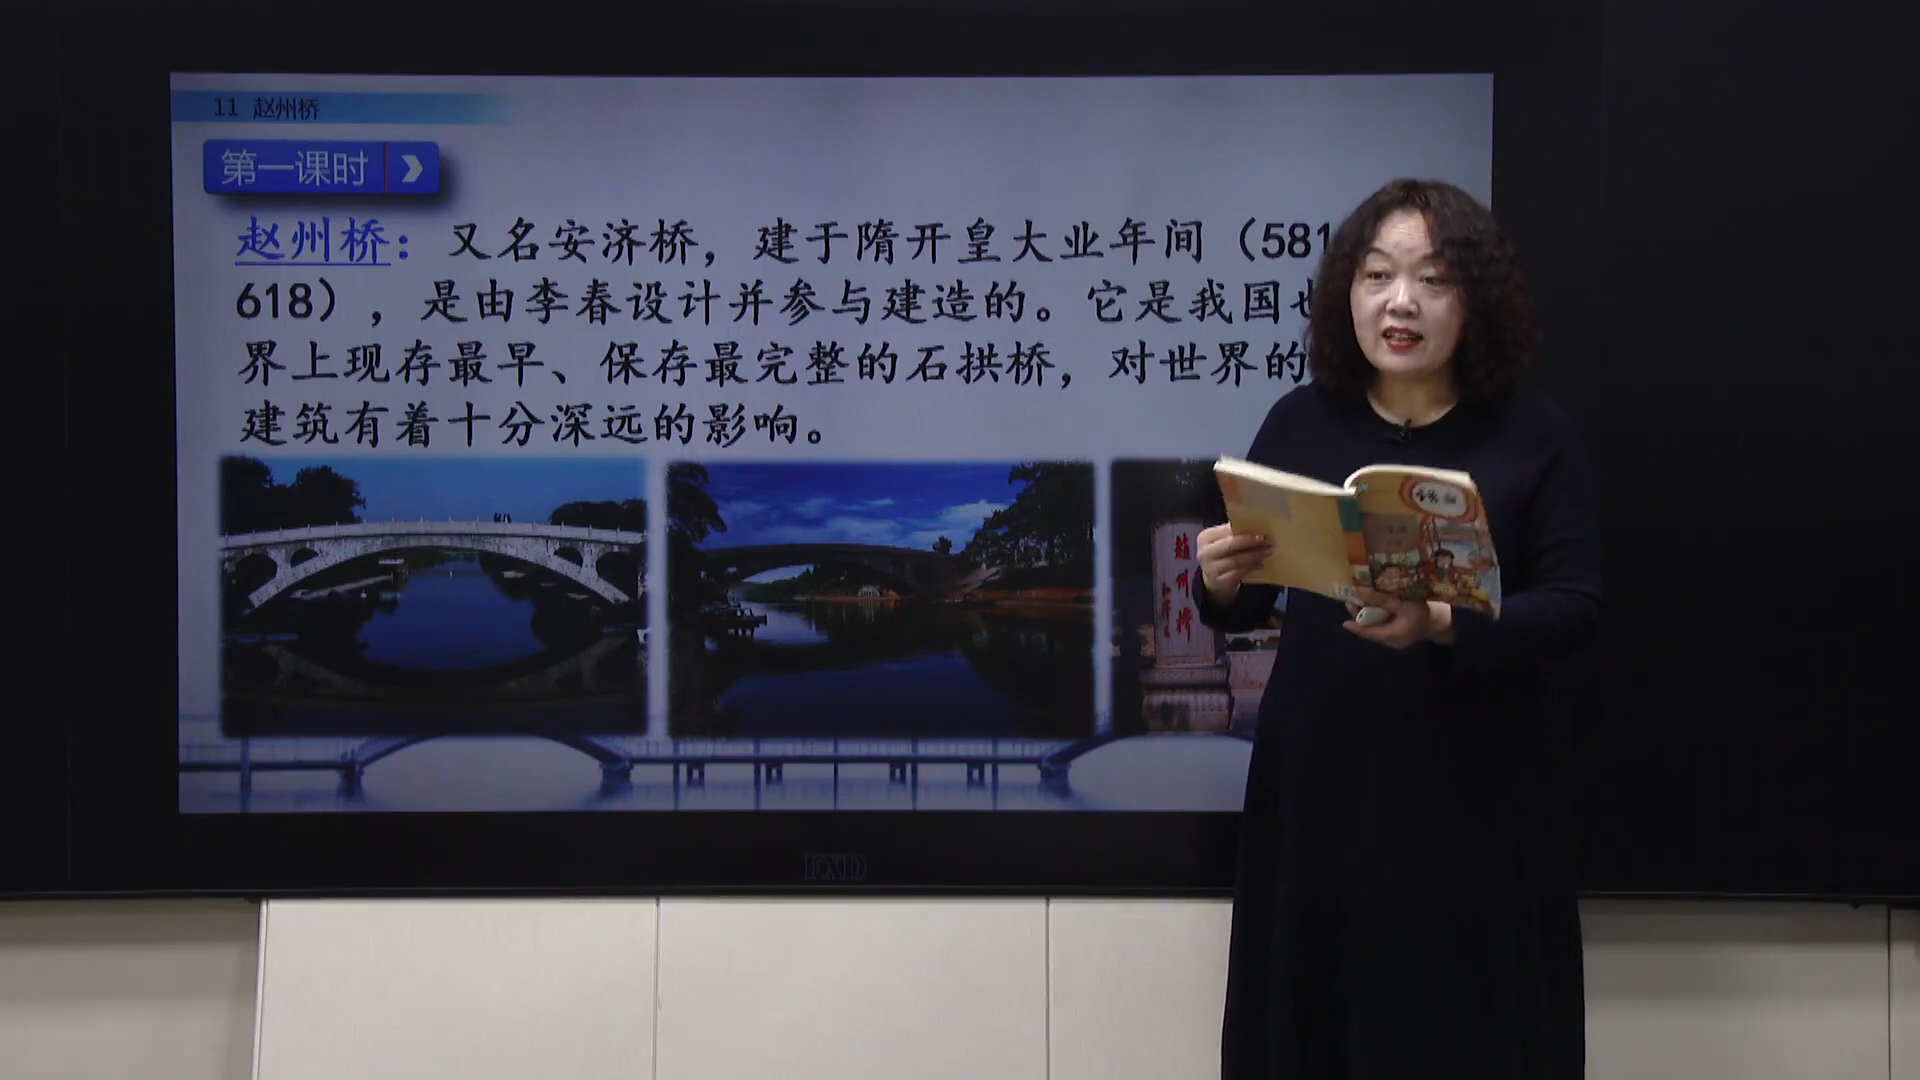 11 赵州桥
第一课时
赵州桥：又名安济桥，建于隋开皇大业年间（581
618），是由李春设计并参与建造的。它是我国也
界上现存最早、保存最完整的石拱桥，对世界的
建筑有着十分深远的影响。
赵州桥
EXD